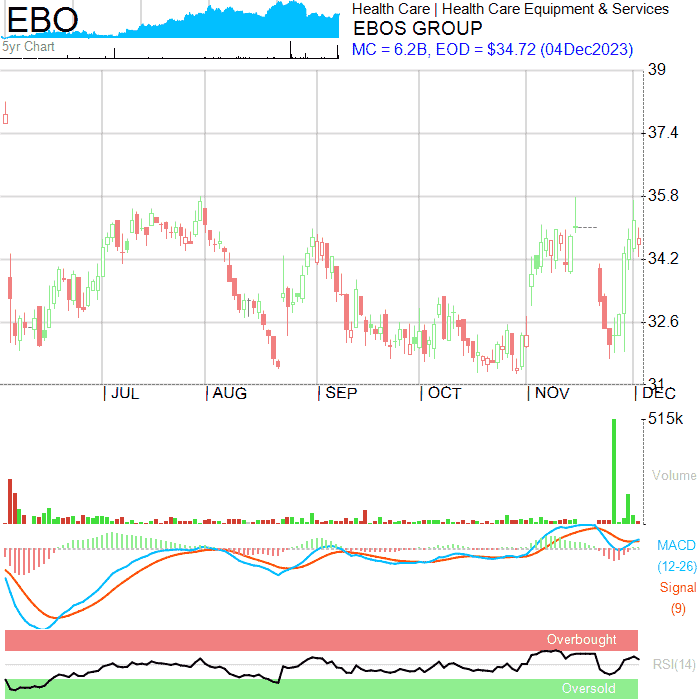 EBO
Health Care | Health Care Equipment & Services
EBOS GROUP
5yr Chart
MC = 6.2B, EOD = $34.72 (04Dec2023)
39
37.4
35.8
34.2
32.6
31
JUL
AUG
SEP
OCT
NOV
DEC
515k
Volume
MACD
(12-26)
Signal
(9)
Overbought
RSI(14)
Oversold